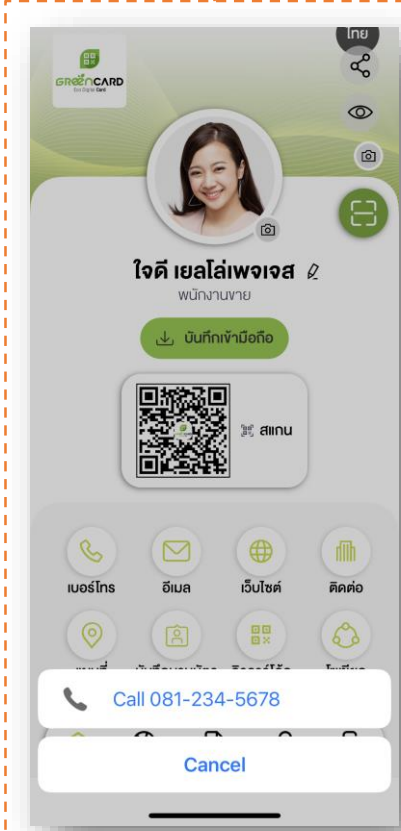 ไทย
GREENCARD
Eco Digital Card
ใจดี เยลโล่เพจเจส
พนักงานขาย
บันทึกเข้ามือถือ
สแกน
เบอร์โทร อีเมล เว็บไซต์ ติดต่อ
Call 081-234-5678
Cancel